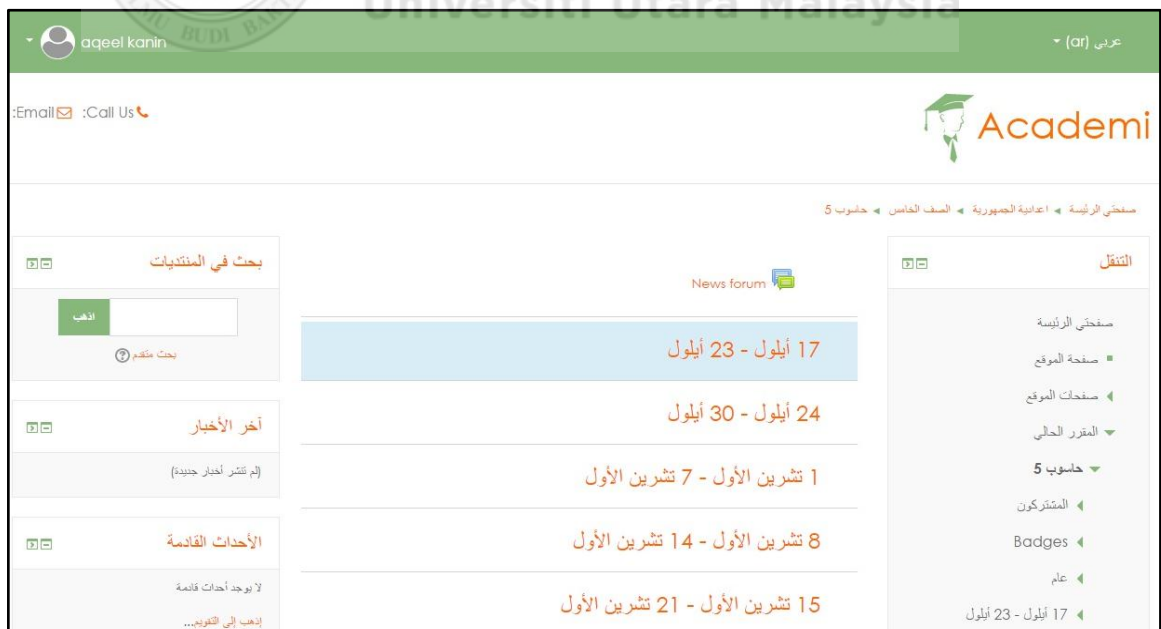 Universiti Utara Malaysia
BUDI
aqeel kanin
عربي (ar)
Email:
Call Us:
Academi
صفحتي الرئيسة ◄ اعدادية الجمهورية ◄ الصف الخامس ◄ حاسوب 5
التنقل
صفحتي الرئيسة
صفحة الموقع
صفحات الموقع
المقرر الحالي
حاسوب 5
المشتركون
Badges
عام
17 أيلول - 23 أيلول
News forum
17 أيلول - 23 أيلول
24 أيلول - 30 أيلول
1 تشرين الأول - 7 تشرين الأول
8 تشرين الأول - 14 تشرين الأول
15 تشرين الأول - 21 تشرين الأول
بحث في المنتديات
اذهب
بحث متقدم
آخر الأخبار
(لم تنشر أخبار جديدة)
الأحداث القادمة
لا يوجد أحداث قادمة
إذهب إلى التقويم...